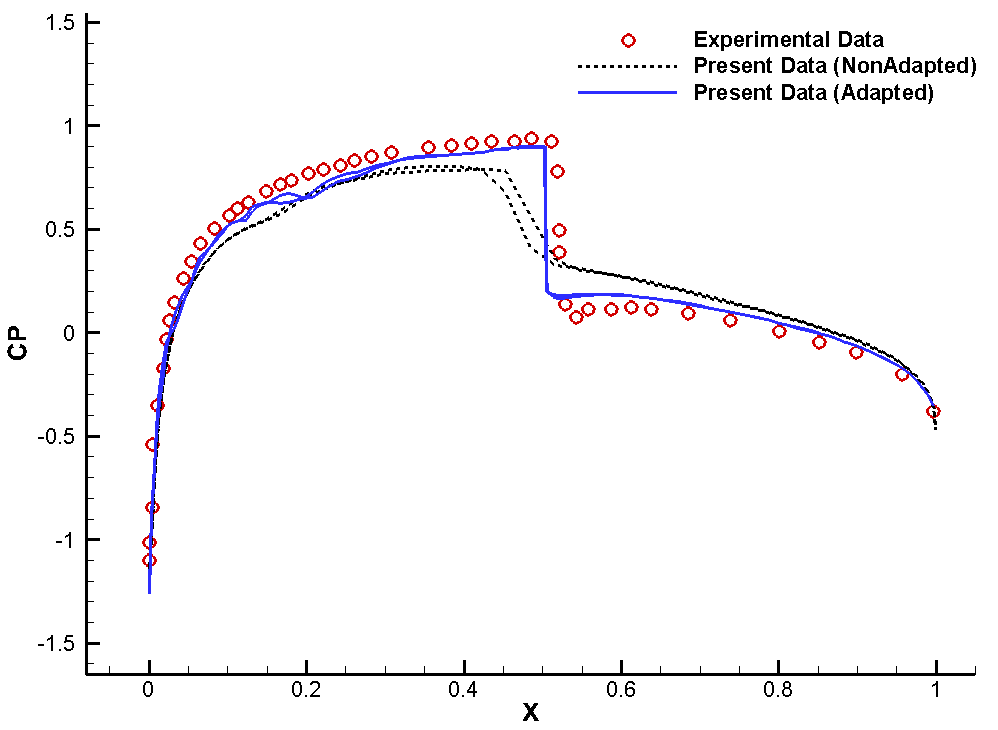 1.5
Experimental Data
Present Data (NonAdapted)
Present Data (Adapted)
1
0.5
CP
0
-0.5
-1
-1.5
0 0.2 0.4 0.6 0.8 1
X